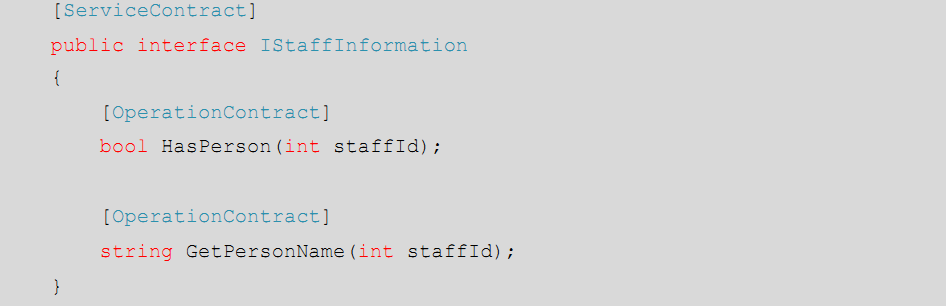 [ServiceContract]
public interface IStaffInformation
{
[OperationContract]
bool HasPerson(int staffId);
[OperationContract]
string GetPersonName(int staffId);
}